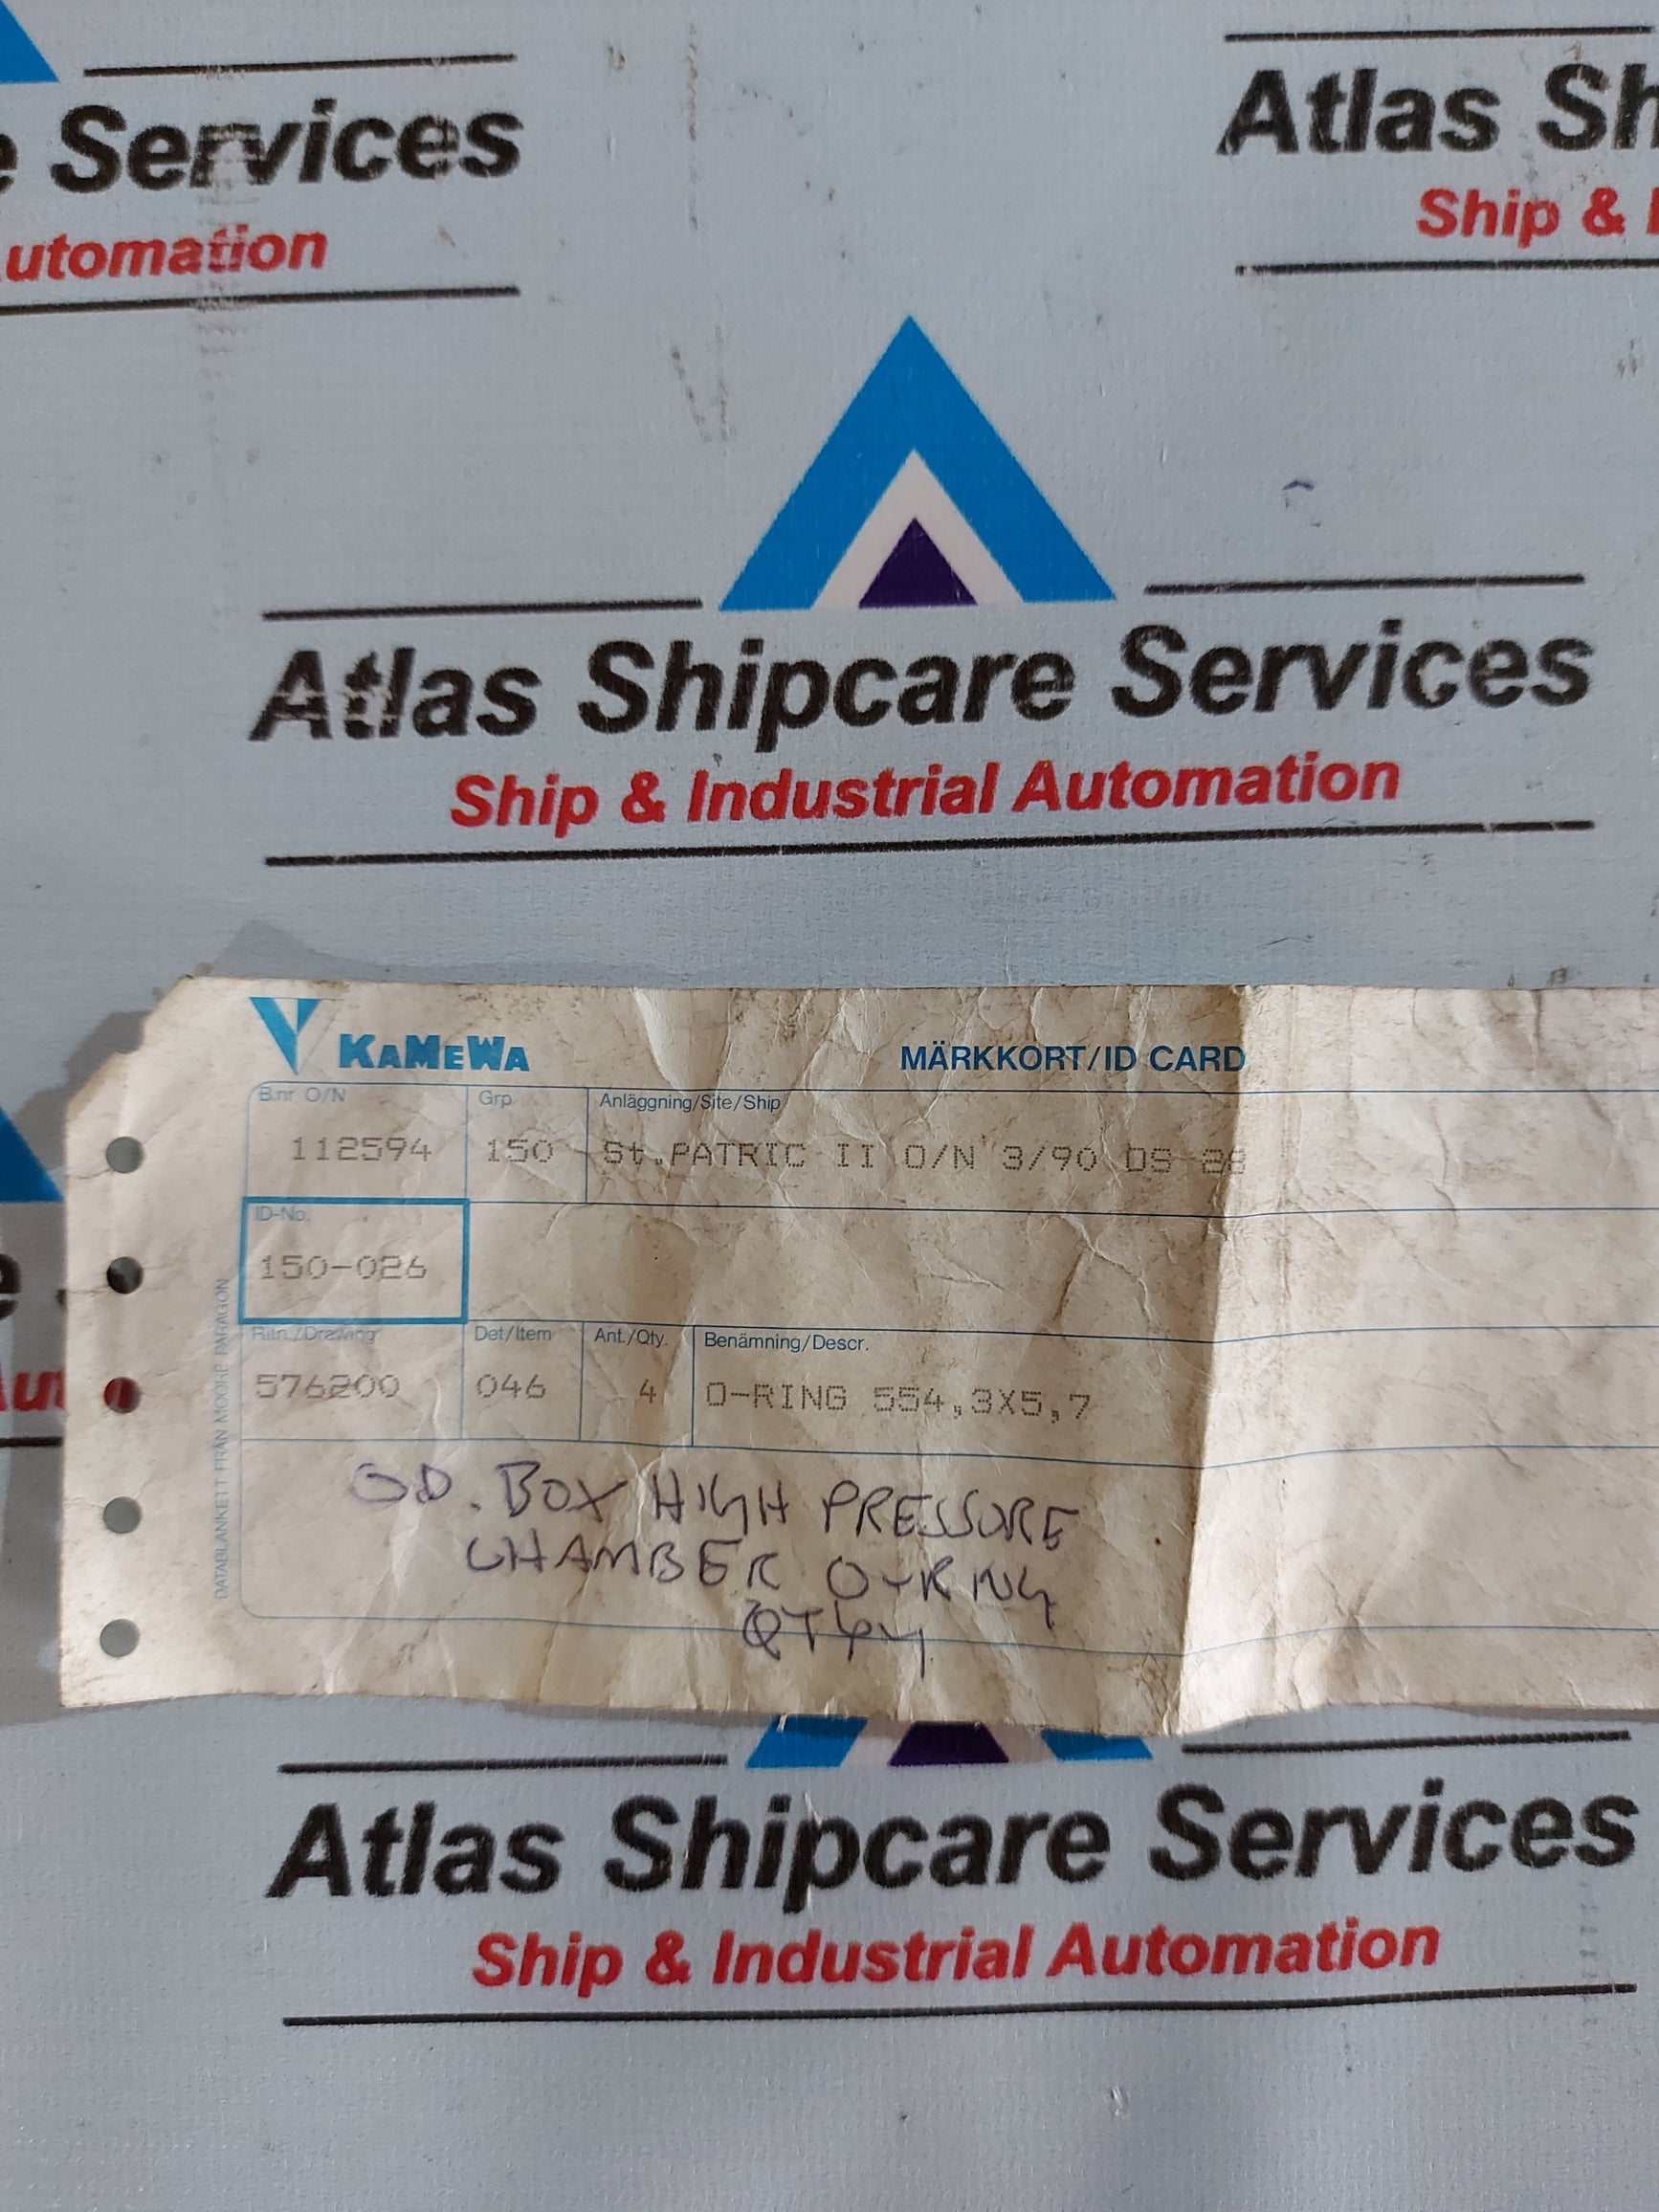 e Services
Automation
Atlas Sh
Ship &
Atlas Shipcare Services
Ship & Industrial Automation
KAMEWA
MÄRKKORT/ID CARD
B.nr O/N
Grp
Anläggning/Site/Ship
112594
150
St.PATRIC II O/N 3/90 DS 28
ID-No.
150-026
Ritn./Drawing
Det/Item
Ant./Qty.
Benämning/Descr.
576200
046
4
O-RING 554,3X5,7
OD. BOX HIGH PRESSURE
CHAMBER O-RING
QTY
DATABLANKETT FRÅN MOORE PARAGON
Atlas Shipcare Services
Ship & Industrial Automation